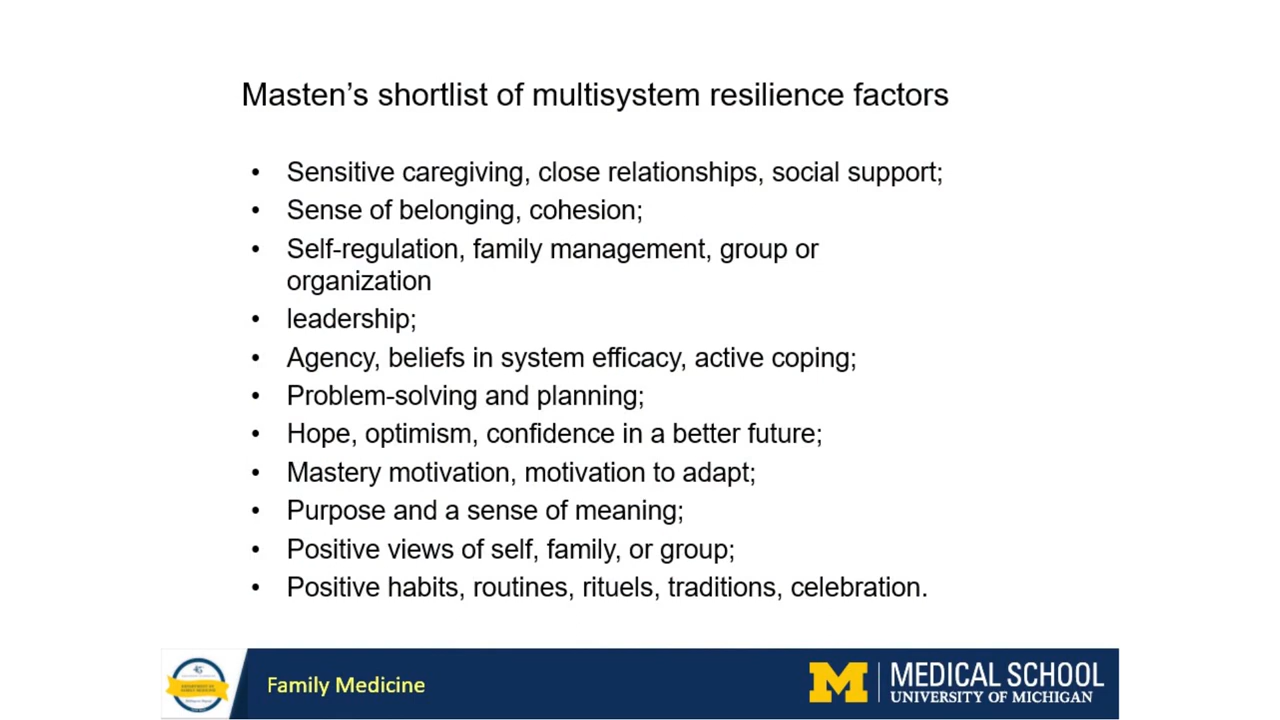 Masten’s shortlist of multisystem resilience factors
• Sensitive caregiving, close relationships, social support;
• Sense of belonging, cohesion;
• Self-regulation, family management, group or
organization
• leadership;
• Agency, beliefs in system efficacy, active coping;
• Problem-solving and planning;
• Hope, optimism, confidence in a better future;
• Mastery motivation, motivation to adapt;
• Purpose and a sense of meaning;
• Positive views of self, family, or group;
• Positive habits, routines, rituels, traditions, celebration.
Family Medicine
M
MEDICAL SCHOOL
UNIVERSITY OF MICHIGAN